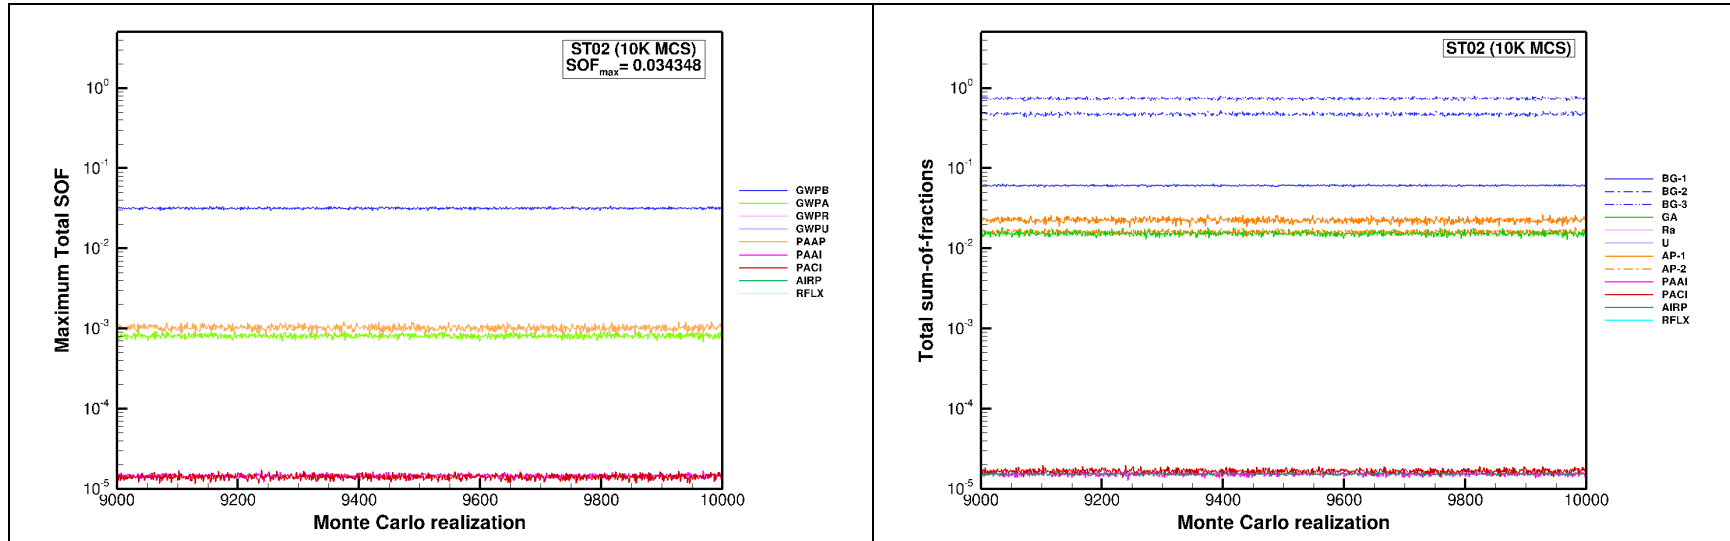 ST02 (10K MCS)
SOFmax= 0.034348
10^0
10^-1
10^-2
10^-3
10^-4
10^-5
Maximum Total SOF
9000
9200
9400
9600
9800
10000
Monte Carlo realization
GWPB
GWPA
GWPR
GWPU
PAAP
PAAI
PACI
AIRP
RFLX
ST02 (10K MCS)
10^0
10^-1
10^-2
10^-3
10^-4
10^-5
Total sum-of-fractions
9000
9200
9400
9600
9800
10000
Monte Carlo realization
BG-1
BG-2
BG-3
GA
Ra
U
AP-1
AP-2
PAAI
PACI
AIRP
RFLX